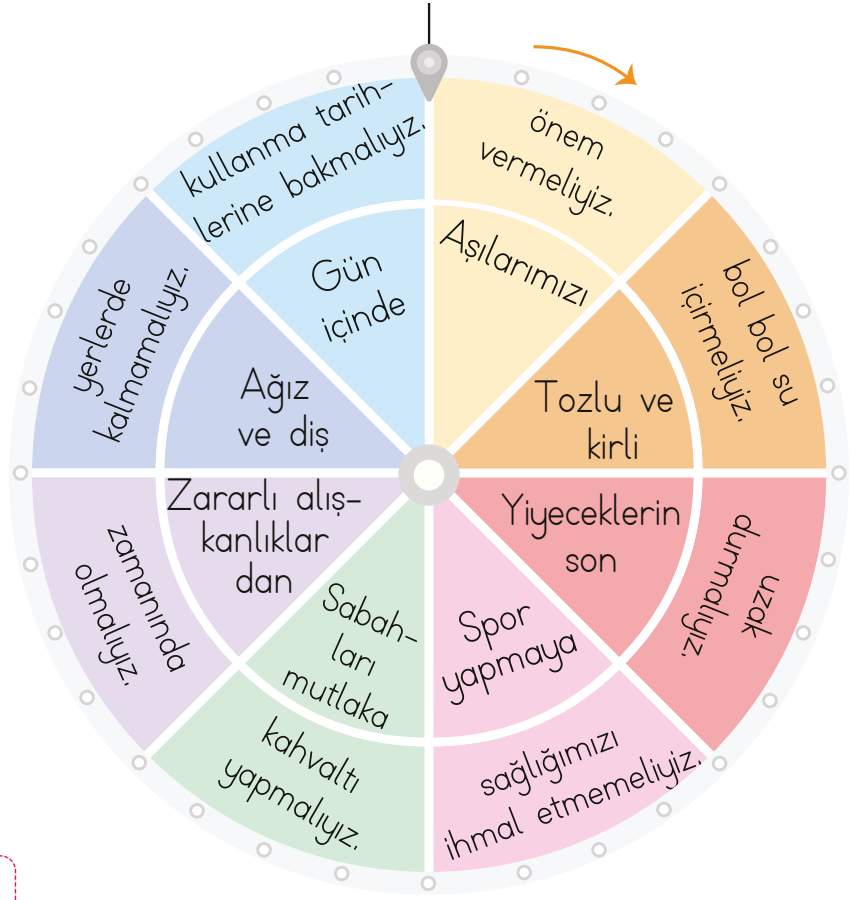 önem
vermeliyiz.
Aşılarımızı
bol bol su
içirmeliyiz.
Tozlu ve
kirli
uzak
durmalıyız.
Yiyeceklerin
son
sağlığımızı
ihmal etmemeliyiz.
Spor
yapmaya
kahvaltı
yapmalıyız.
Sabah-
ları
mutlaka
zamanında
olmalıyız.
Zararlı alış-
kanlıklar
dan
yerlerde
kalmamalıyız.
Ağız
ve diş
kullanma tarih-
lerine bakmalıyız.
Gün
içinde